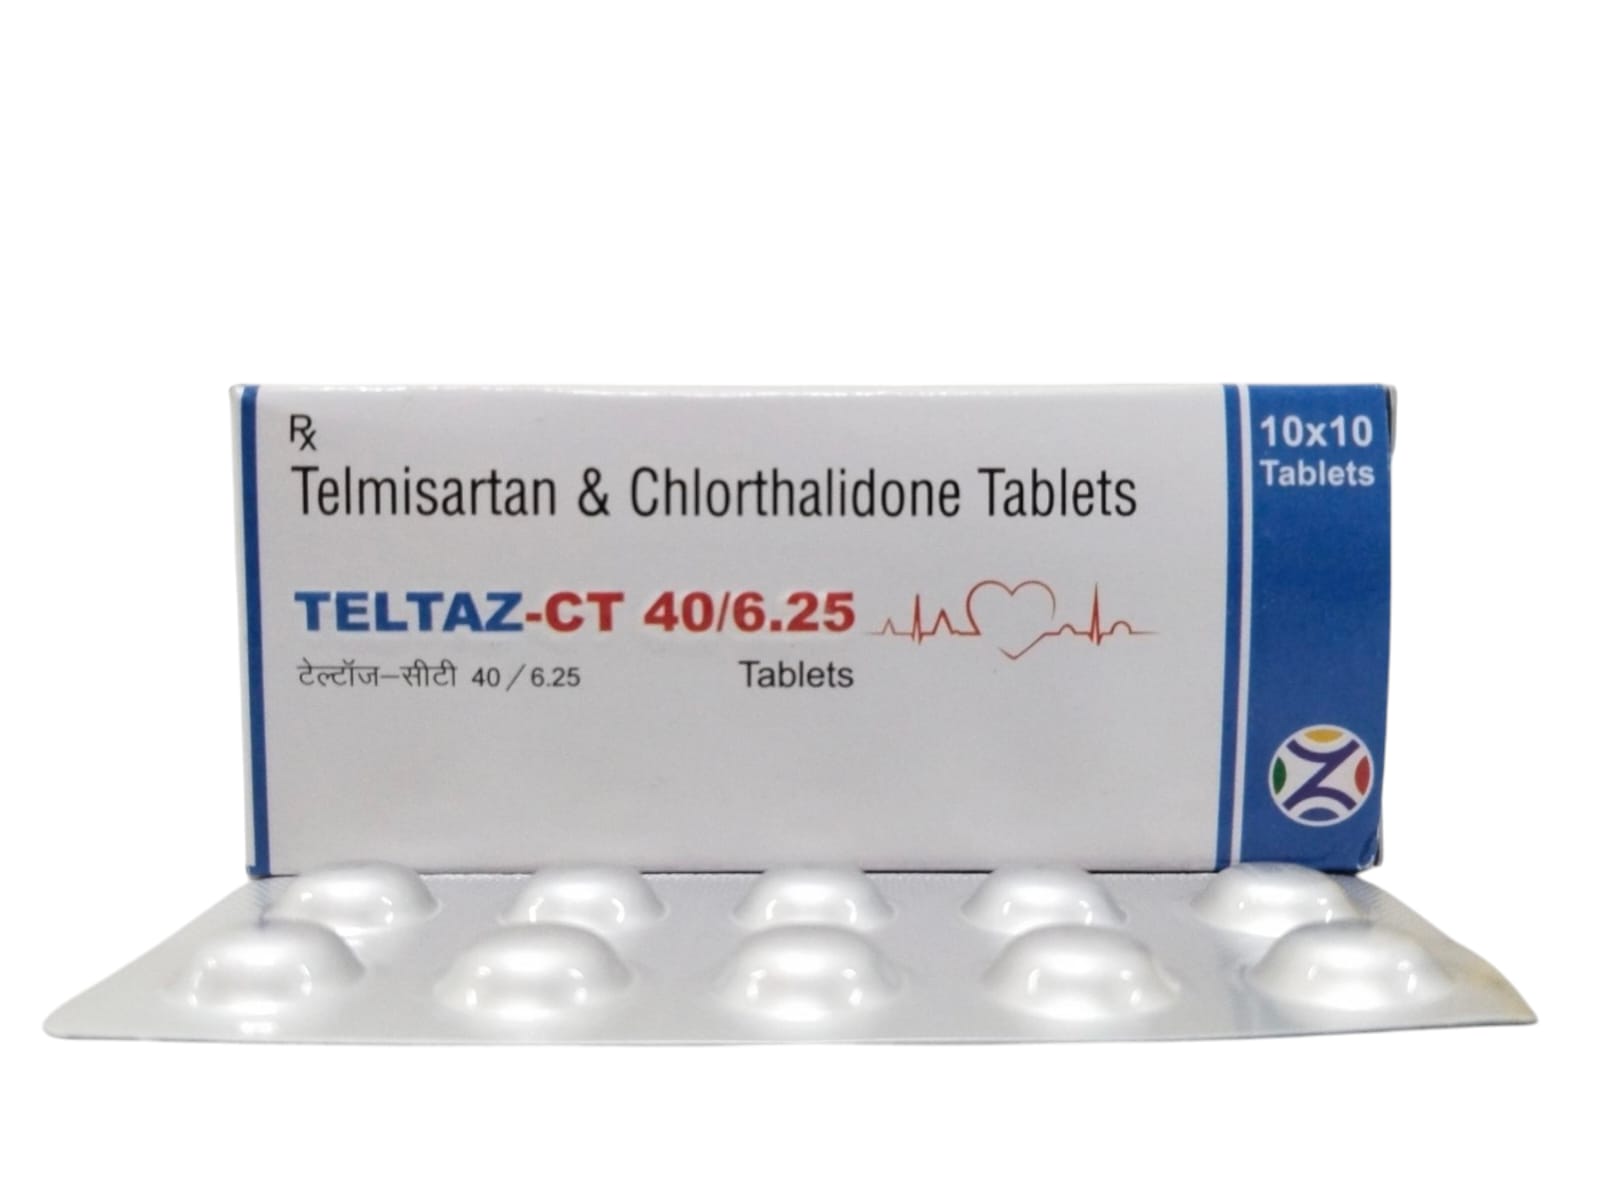 Rx
Telmisartan & Chlorthalidone Tablets
TELTAZ-CT 40/6.25
टेल्टॉज–सीटी 40/6.25 Tablets
10x10
Tablets